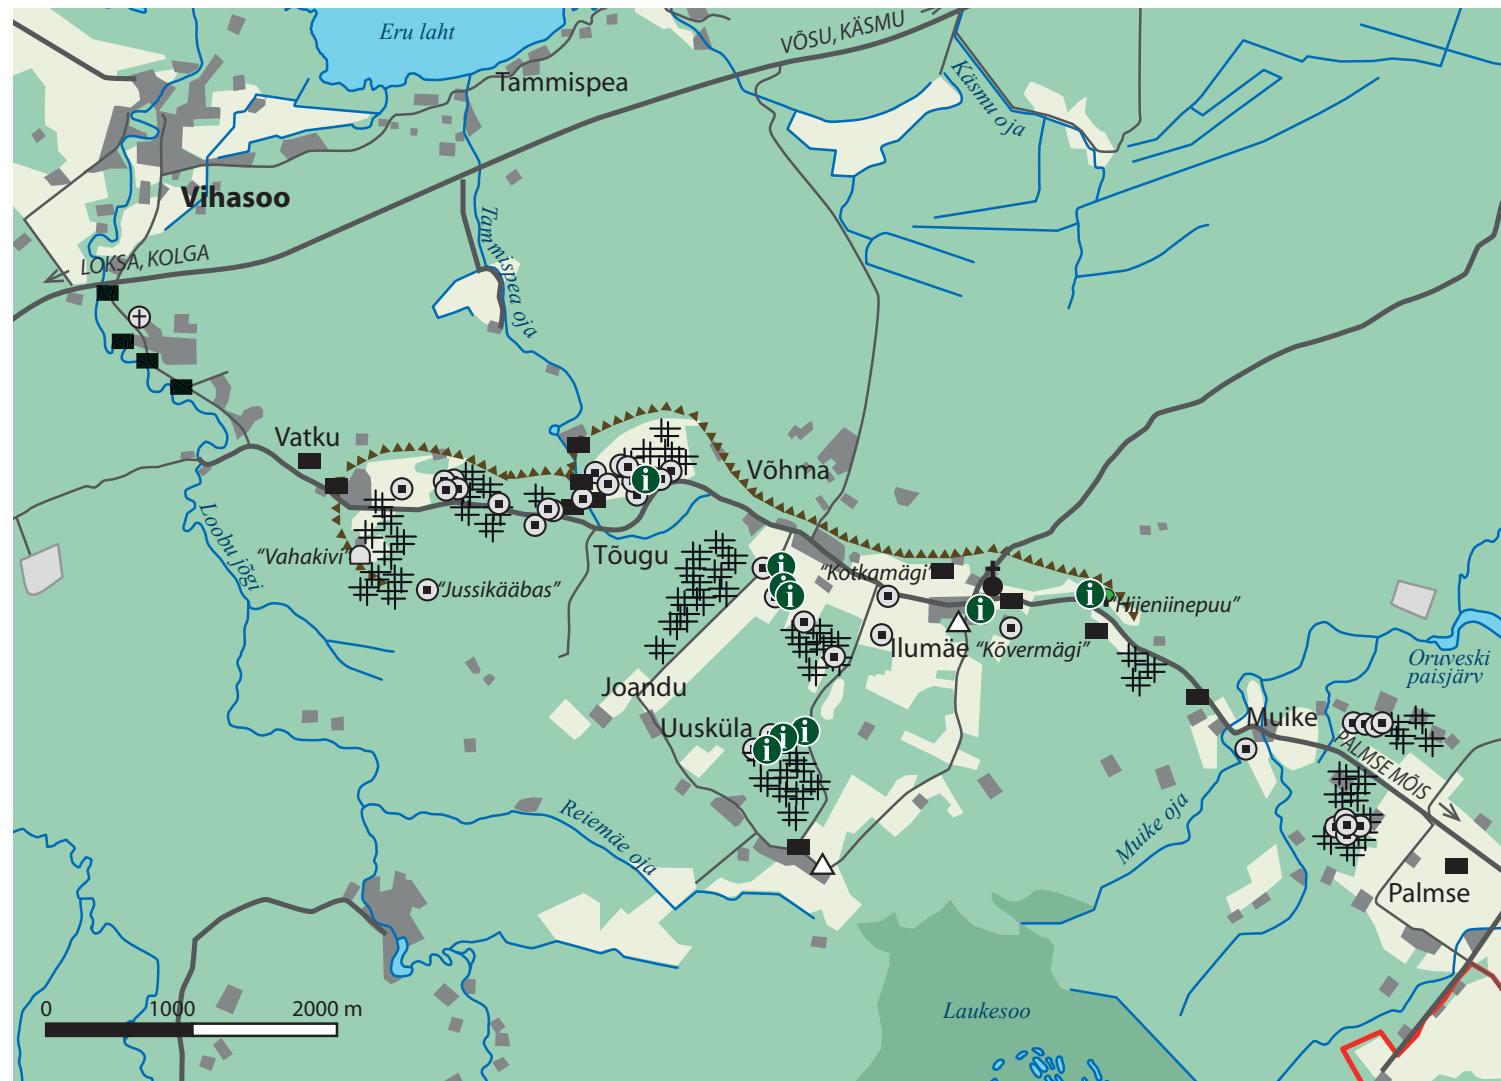 Eru laht
VÕSU, KÄSMU
Tammispea
Käsmu oja
Vihasoo
Tammispea oja
LOKSA, KOLGA
Vatku
Võhma
Loobu jõgi
"Vahakivi"
Tõugu
"Jussikääbas"
"Kotkamägi"
"Hijeniinepuu"
Ilumäe
"Kõvermägi"
Oruveski
paisjärv
Joandu
Uusküla
Muike
PALMSE MÕIS
Reiemäe oja
Muike oja
Palmse
0 1000 2000 m
Laukesoo
i
i
i
i
i
i
i
i
i